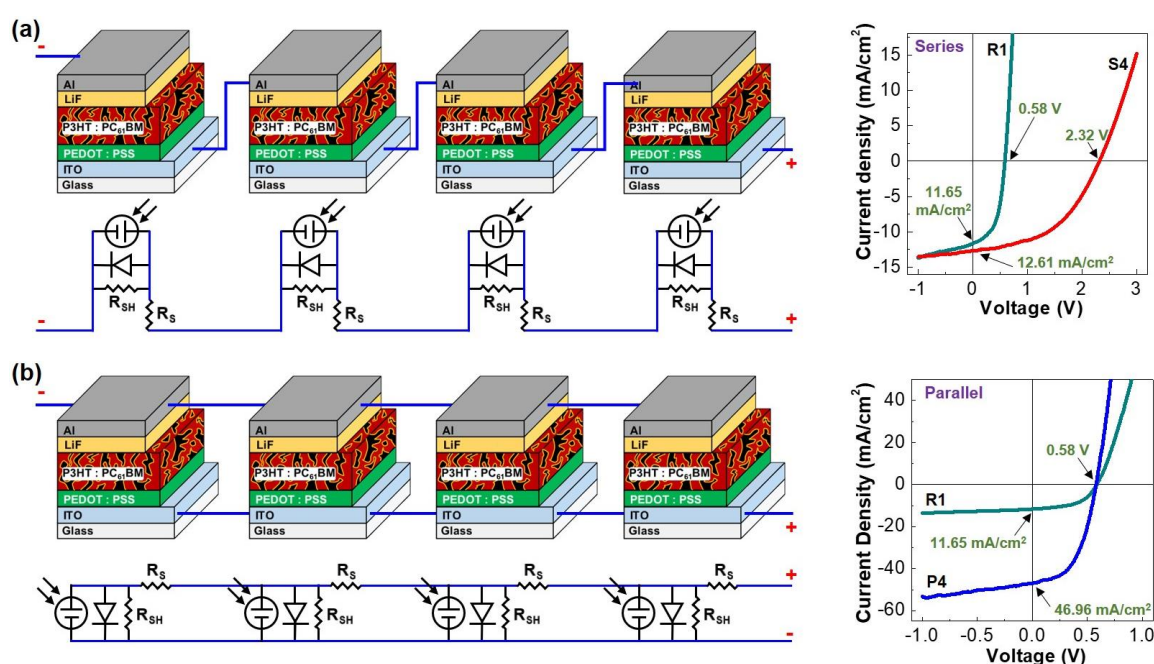 (a)
-
Al
LiF
P3HT : PC61BM
PEDOT : PSS
ITO
Glass
Al
LiF
P3HT : PC61BM
PEDOT : PSS
ITO
Glass
Al
LiF
P3HT : PC61BM
PEDOT : PSS
ITO
Glass
Al
LiF
P3HT : PC61BM
PEDOT : PSS
ITO
Glass
+
RSH
RS
RSH
RS
RSH
RS
RSH
RS
-
+
Current density (mA/cm2)
15
10
5
0
-5
-10
-15
Series
R1
S4
0.58 V
2.32 V
11.65
mA/cm2
12.61 mA/cm2
-1
0
1
2
3
Voltage (V)
(b)
-
Al
LiF
P3HT : PC61BM
PEDOT : PSS
ITO
Glass
Al
LiF
P3HT : PC61BM
PEDOT : PSS
ITO
Glass
Al
LiF
P3HT : PC61BM
PEDOT : PSS
ITO
Glass
Al
LiF
P3HT : PC61BM
PEDOT : PSS
ITO
Glass
+
RS
RS
RS
RS
+
RSH
RSH
RSH
RSH
-
Current Density (mA/cm2)
40
20
0
-20
-40
-60
Parallel
0.58 V
R1
11.65 mA/cm2
P4
46.96 mA/cm2
-1.0
-0.5
0.0
0.5
1.0
Voltage (V)